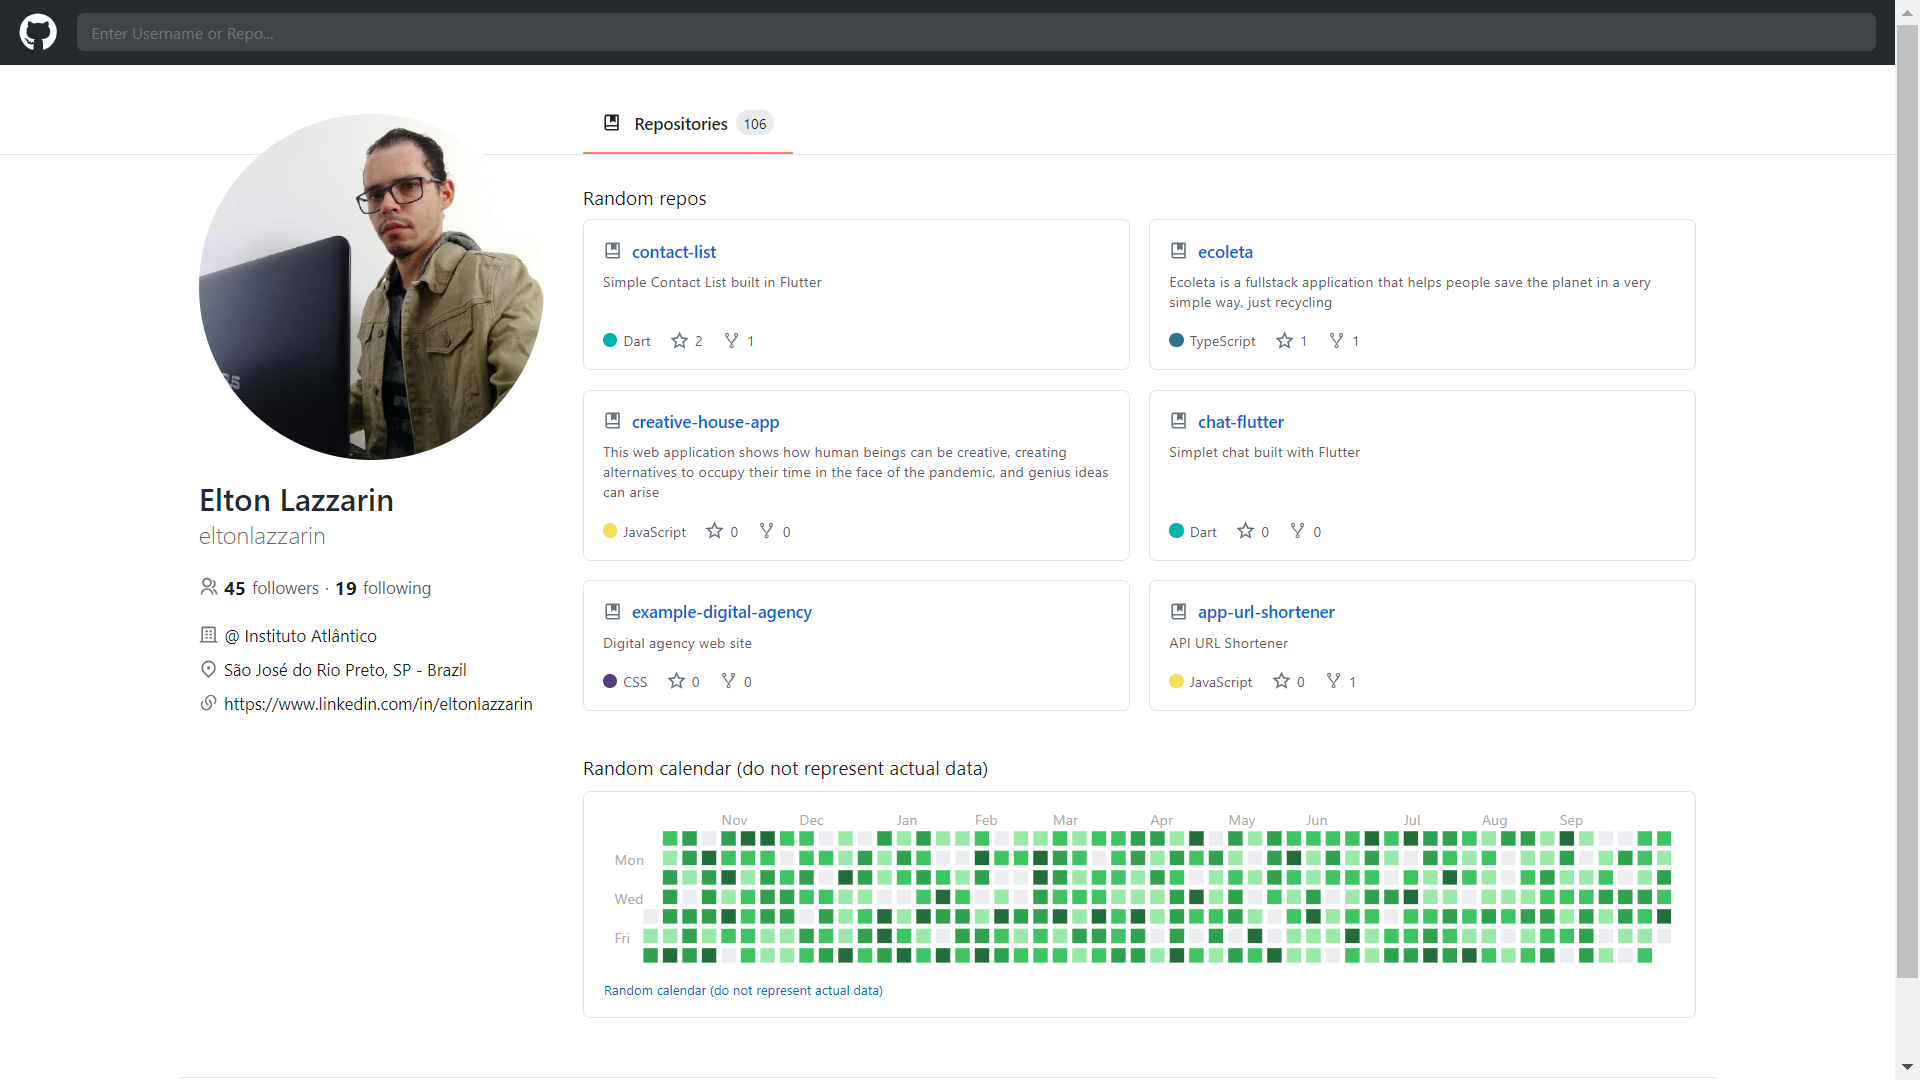 Enter Username or Repo...
Repositories 106
Elton Lazzarin
eltonlazzarin
45 followers · 19 following
@ Instituto Atlântico
São José do Rio Preto, SP - Brazil
https://www.linkedin.com/in/eltonlazzarin
Random repos
contact-list
Simple Contact List built in Flutter
Dart 2 1
ecoleta
Ecoleta is a fullstack application that helps people save the planet in a very
simple way, just recycling
TypeScript 1 1
creative-house-app
This web application shows how human beings can be creative, creating
alternatives to occupy their time in the face of the pandemic, and genius ideas
can arise
JavaScript 0 0
chat-flutter
Simplet chat built with Flutter
Dart 0 0
example-digital-agency
Digital agency web site
CSS 0 0
app-url-shortener
API URL Shortener
JavaScript 0 1
Random calendar (do not represent actual data)
Nov Dec Jan Feb Mar Apr May Jun Jul Aug Sep
Mon
Wed
Fri
Random calendar (do not represent actual data)